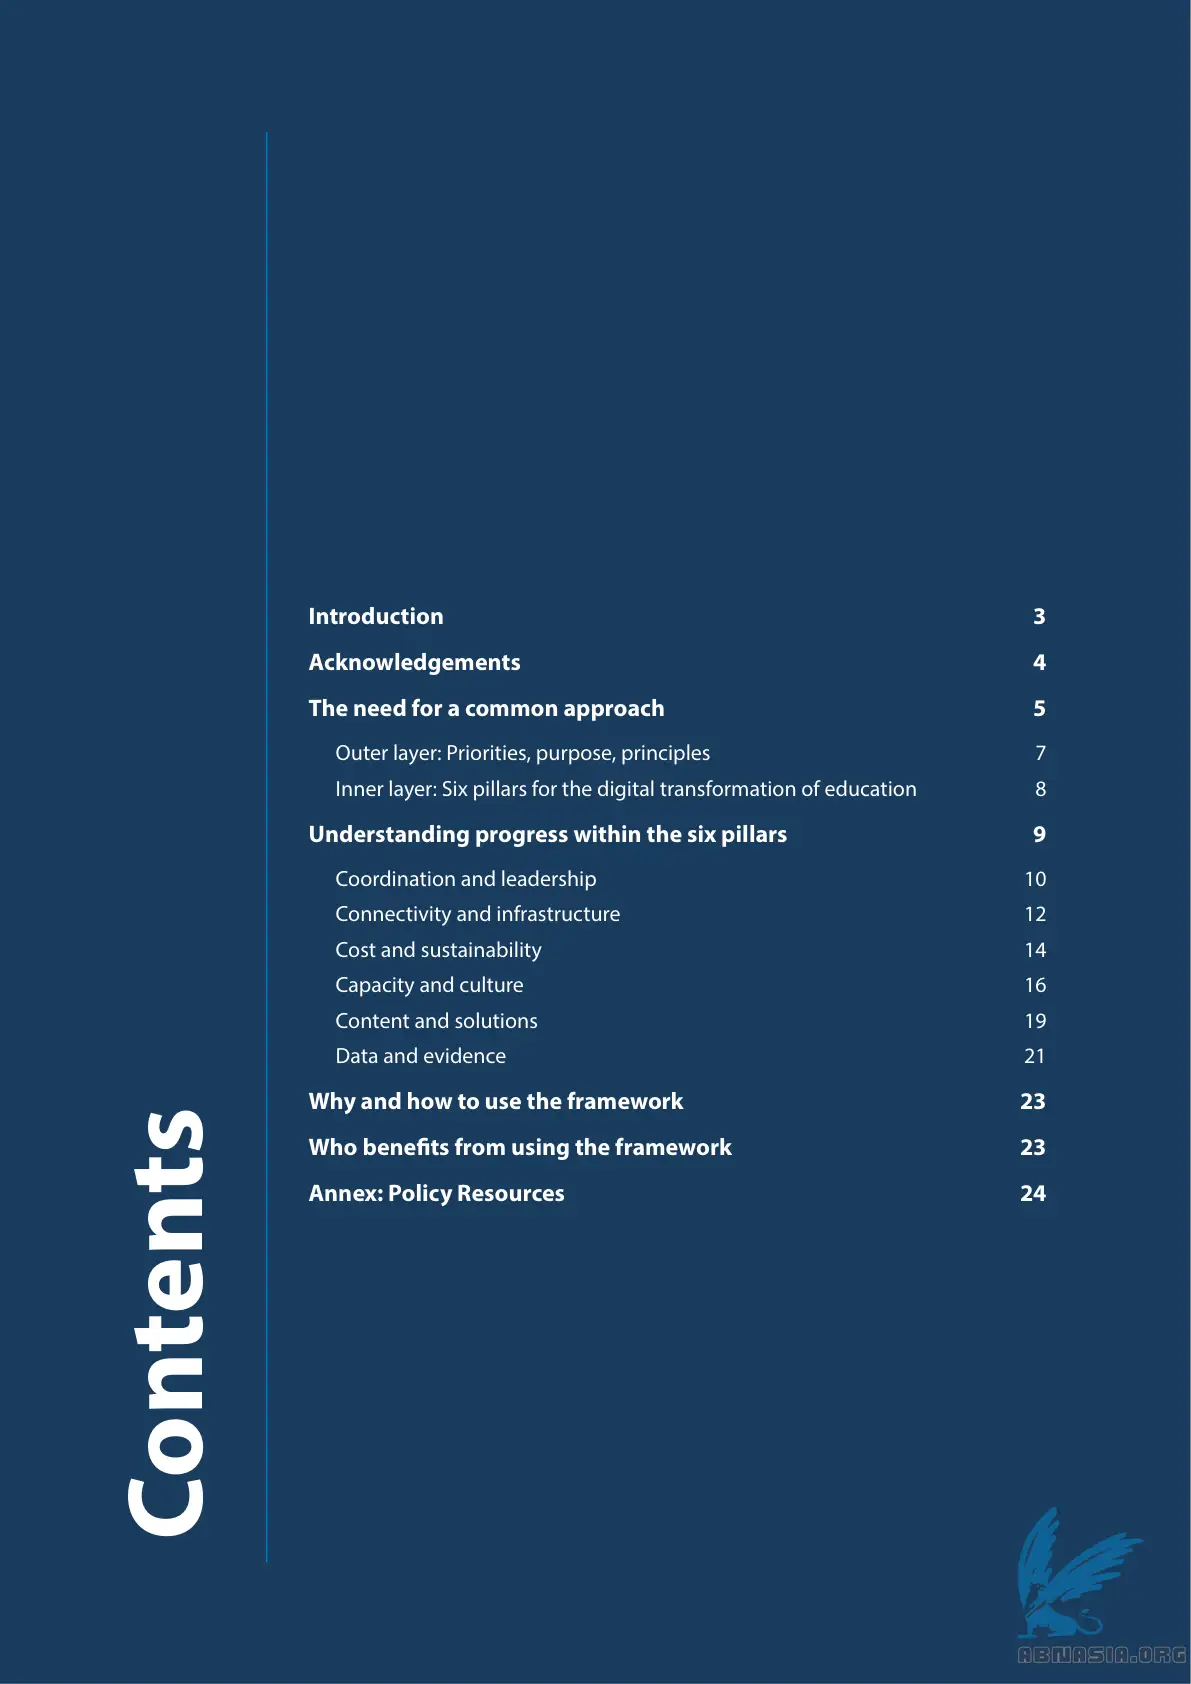 Contents
Introduction 3
Acknowledgements 4
The need for a common approach 5
Outer layer: Priorities, purpose, principles 7
Inner layer: Six pillars for the digital transformation of education 8
Understanding progress within the six pillars 9
Coordination and leadership 10
Connectivity and infrastructure 12
Cost and sustainability 14
Capacity and culture 16
Content and solutions 19
Data and evidence 21
Why and how to use the framework 23
Who benefits from using the framework 23
Annex: Policy Resources 24
ABNASIA.ORG